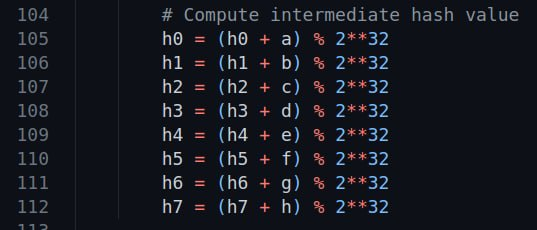 104 # Compute intermediate hash value
105 h0 = (h0 + a) % 2**32
106 h1 = (h1 + b) % 2**32
107 h2 = (h2 + c) % 2**32
108 h3 = (h3 + d) % 2**32
109 h4 = (h4 + e) % 2**32
110 h5 = (h5 + f) % 2**32
111 h6 = (h6 + g) % 2**32
112 h7 = (h7 + h) % 2**32
113